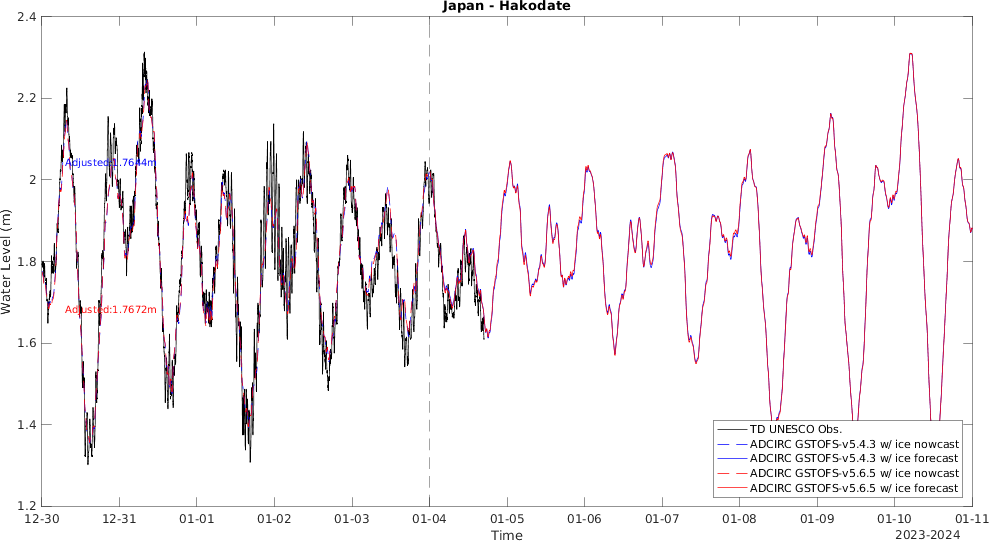 Japan - Hakodate
Water Level (m)
2.4
2.2
2
1.8
1.6
1.4
1.2
Adjusted:1.7644m
Adjusted:1.7672m
TD UNESCO Obs.
ADCIRC GSTOFS-v5.4.3 w/ ice nowcast
ADCIRC GSTOFS-v5.4.3 w/ ice forecast
ADCIRC GSTOFS-v5.6.5 w/ ice nowcast
ADCIRC GSTOFS-v5.6.5 w/ ice forecast
12-30 12-31 01-01 01-02 01-03 01-04 01-05 01-06 01-07 01-08 01-09 01-10 01-11
Time
2023-2024